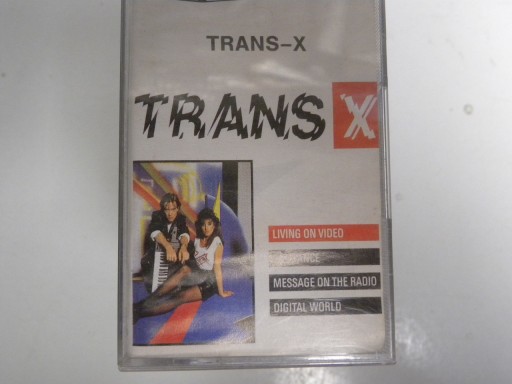 TRANS-X
TRANS X
LIVING ON VIDEO
MESSAGE ON THE RADIO
DIGITAL WORLD